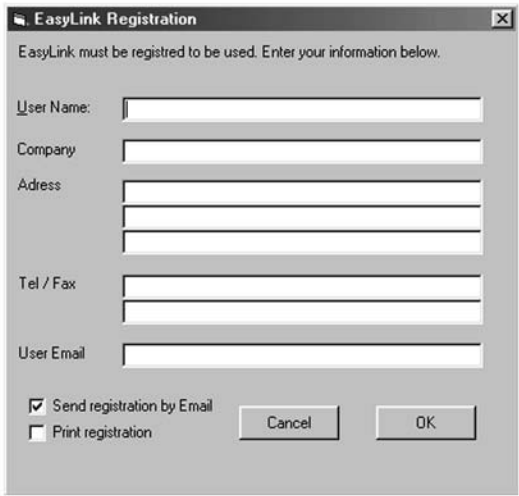 EasyLink Registration
EasyLink must be registred to be used. Enter your information below.
User Name:
Company
Adress
Tel / Fax
User Email
Send registration by Email
Print registration
Cancel
OK